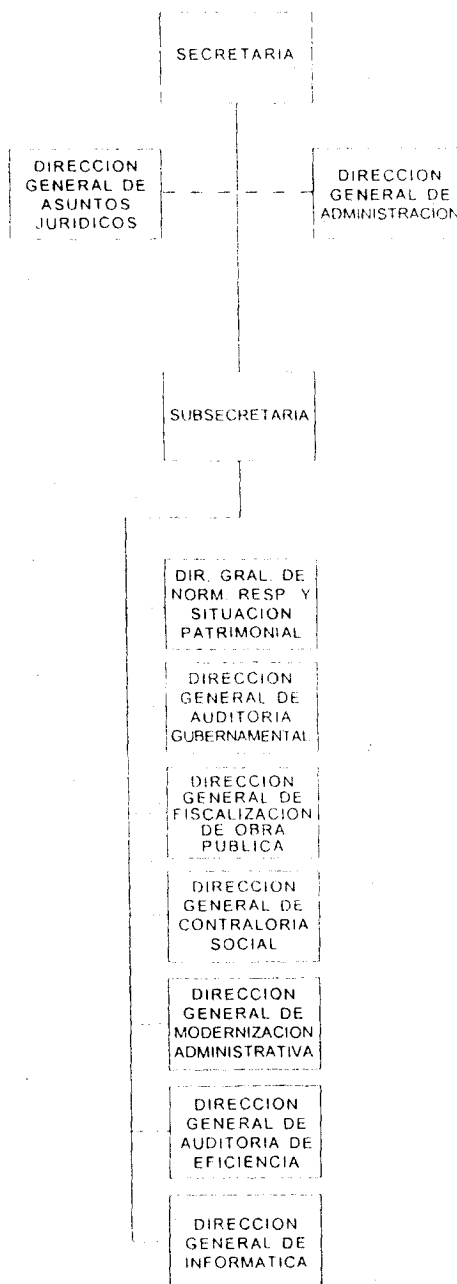 SECRETARIA
DIRECCION
GENERAL DE
ASUNTOS
JURIDICOS
DIRECCION
GENERAL DE
ADMINISTRACION
SUBSECRETARIA
DIR. GRAL. DE
NORM. RESP Y
SITUACION
PATRIMONIAL
DIRECCION
GENERAL DE
AUDITORIA
GUBERNAMENTAL
DIRECCION
GENERAL DE
FISCALIZACION
DE OBRA
PUBLICA
DIRECCION
GENERAL DE
CONTRALORIA
SOCIAL
DIRECCION
GENERAL DE
MODERNIZACION
ADMINISTRATIVA
DIRECCION
GENERAL DE
AUDITORIA DE
EFICIENCIA
DIRECCION
GENERAL DE
INFORMATICA